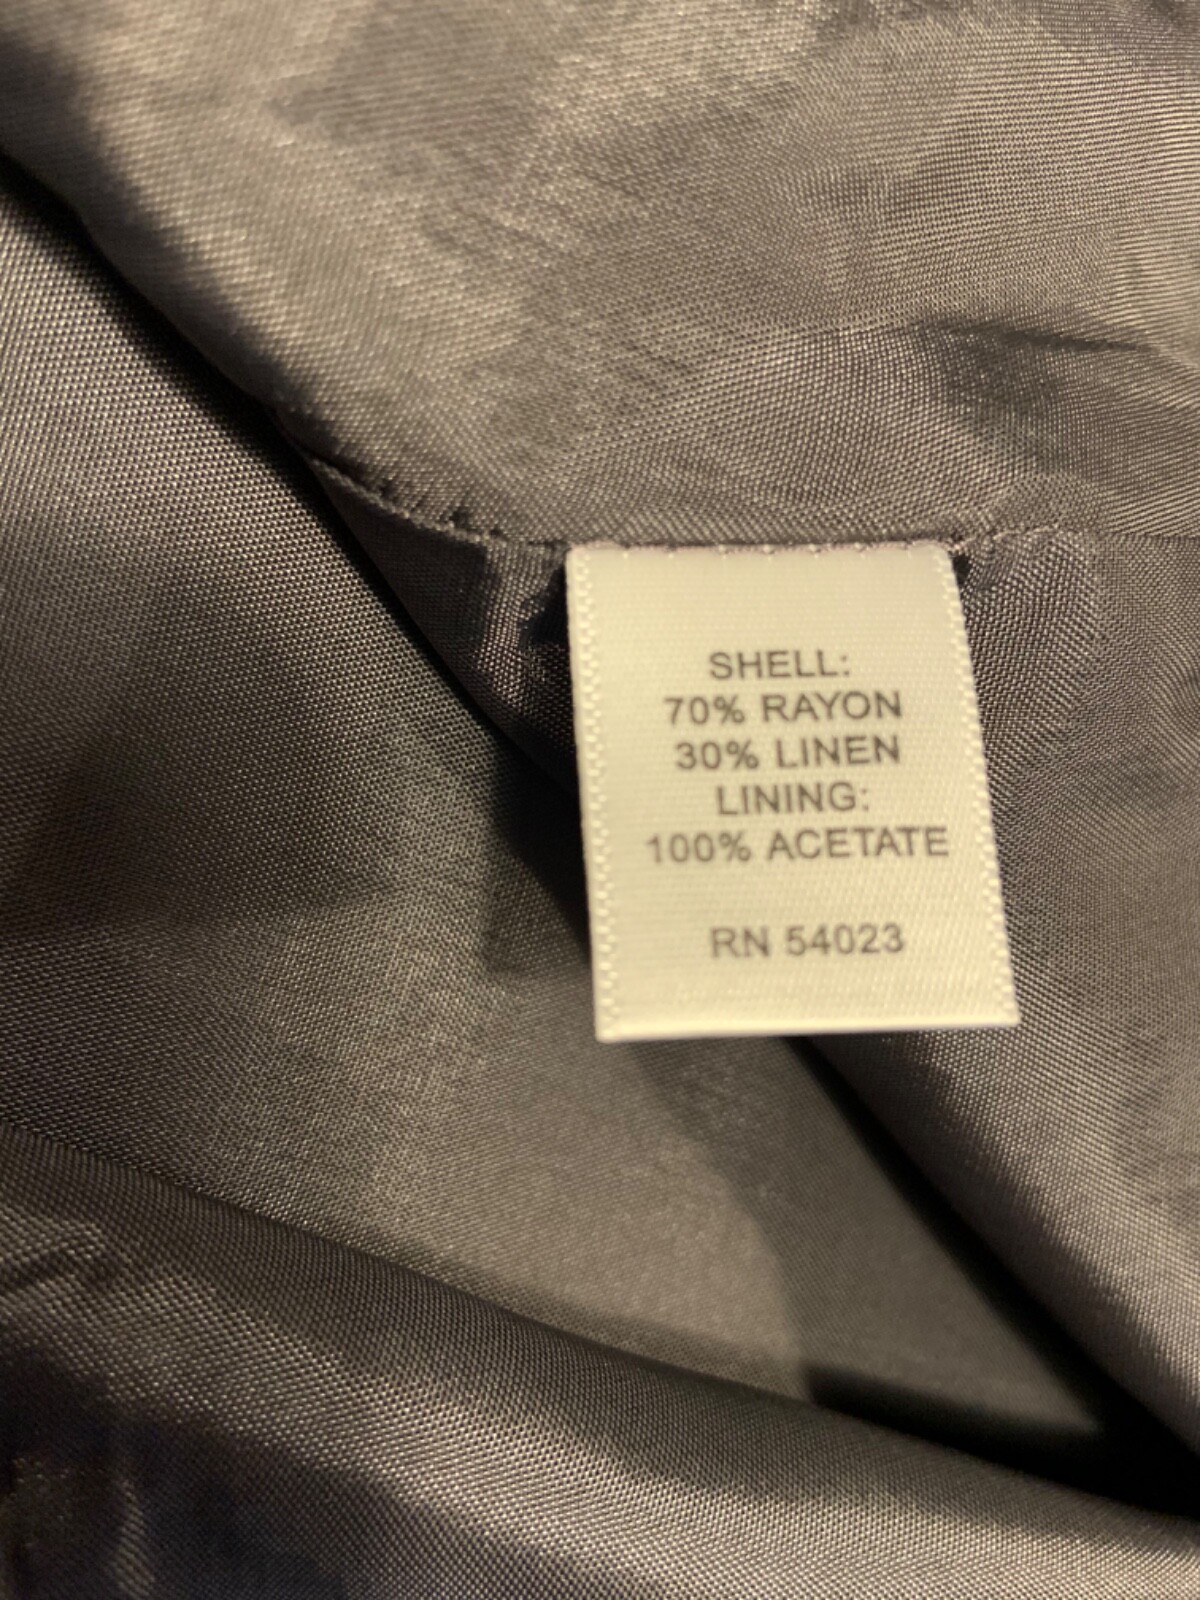 SHELL:
70% RAYON
30% LINEN
LINING:
100% ACETATE
RN 54023